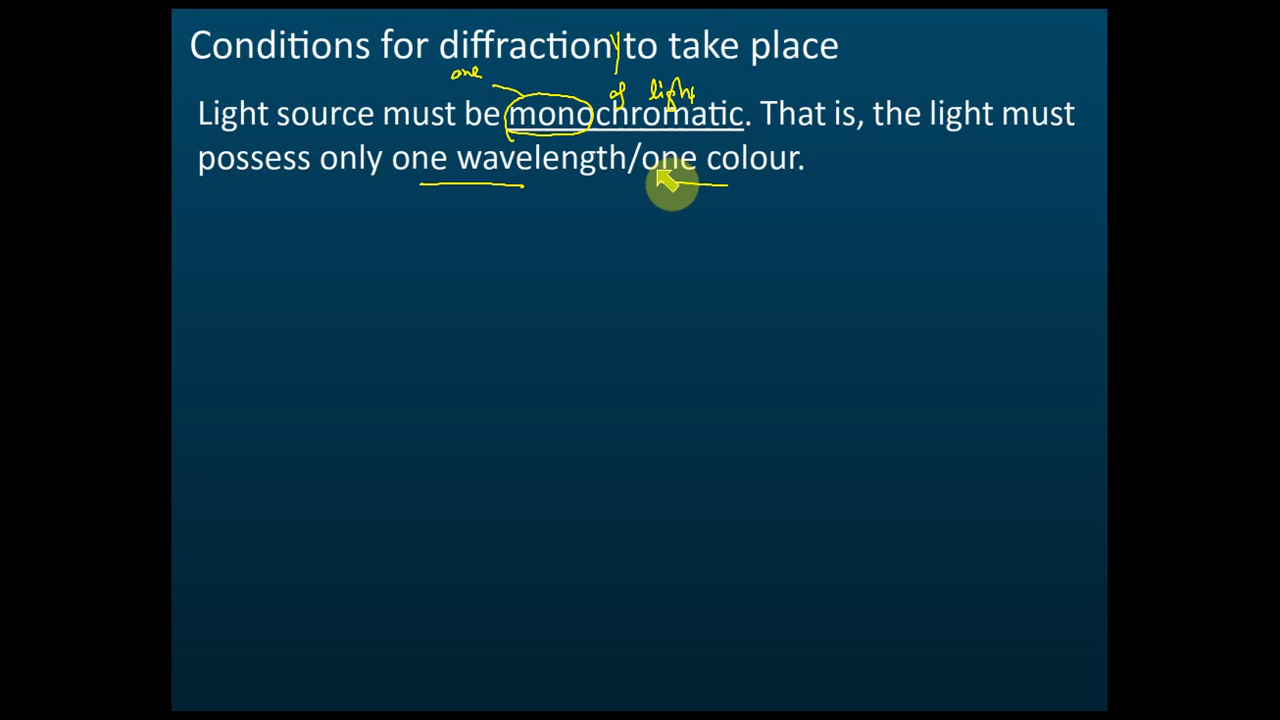 Conditions for diffraction to take place
one
of light
Light source must be monochromatic. That is, the light must
possess only one wavelength/one colour.